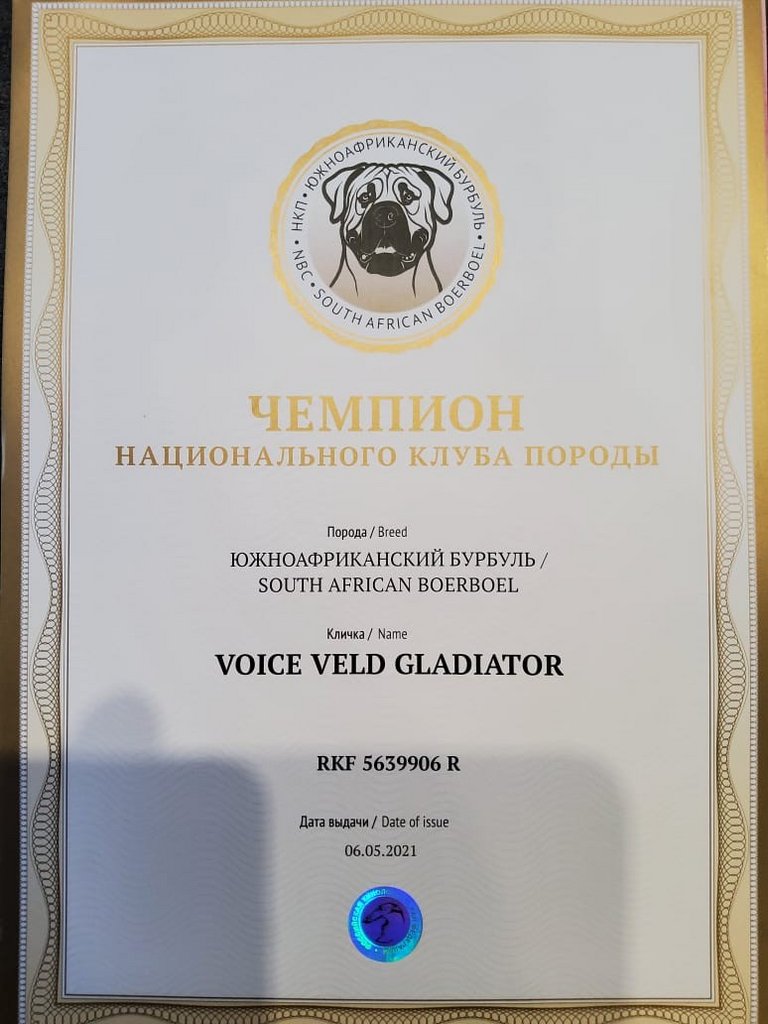 НКП • ЮЖНОАФРИКАНСКИЙ БУРБУЛЬ •
NBC • SOUTH AFRICAN BOERBOEL •
ЧЕМПИОН
НАЦИОНАЛЬНОГО КЛУБА ПОРОДЫ
Порода / Breed
ЮЖНОАФРИКАНСКИЙ БУРБУЛЬ /
SOUTH AFRICAN BOERBOEL
Кличка / Name
VOICE VELD GLADIATOR
RKF 5639906 R
Дата выдачи / Date of issue
06.05.2021